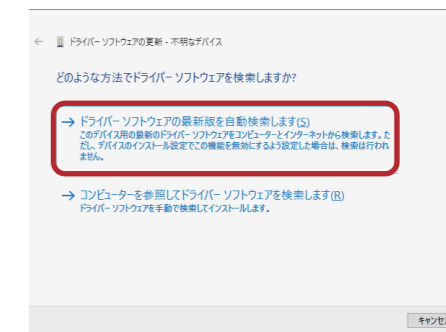 ← ドライバー ソフトウェアの更新 - 不明なデバイス
どのような方法でドライバー ソフトウェアを検索しますか?
→ ドライバー ソフトウェアの最新版を自動検索します(S)
このデバイス用の最新のドライバー ソフトウェアをコンピューターとインターネットから検索します。た
だし、デバイスのインストール設定でこの機能を無効にするよう設定した場合は、検索は行われ
ません。
→ コンピューターを参照してドライバー ソフトウェアを検索します(R)
ドライバー ソフトウェアを手動で検索してインストールします。
キャンセ